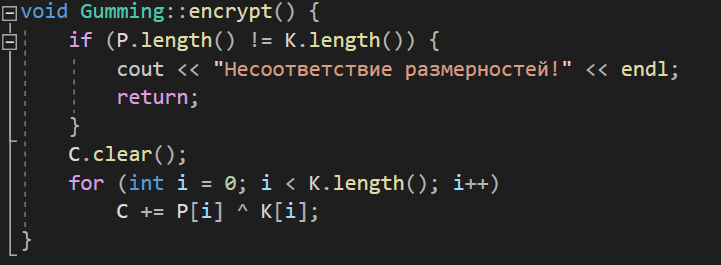 void Gumming::encrypt() {
    if (P.length() != K.length()) {
        cout << "Несоответствие размерностей!" << endl;
        return;
    }
    C.clear();
    for (int i = 0; i < K.length(); i++)
        C += P[i] ^ K[i];
}